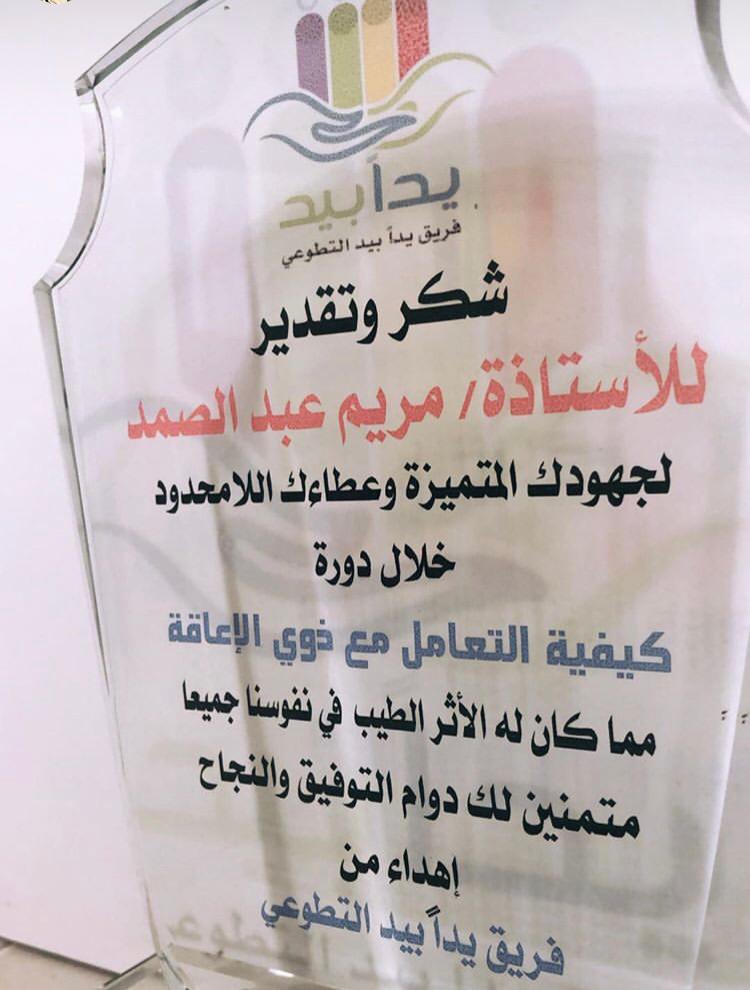 يداً بيد
فريق يداً بيد التطوعي
شكر وتقدير
للأستاذة/ مريم عبد الصمد
لجهودك المتميزة وعطاءك اللامحدود
خلال دورة
كيفية التعامل مع ذوي الإعاقة
مما كان له الأثر الطيب في نفوسنا جميعا
متمنين لك دوام التوفيق والنجاح
إهداء من
فريق يداً بيد التطوعي